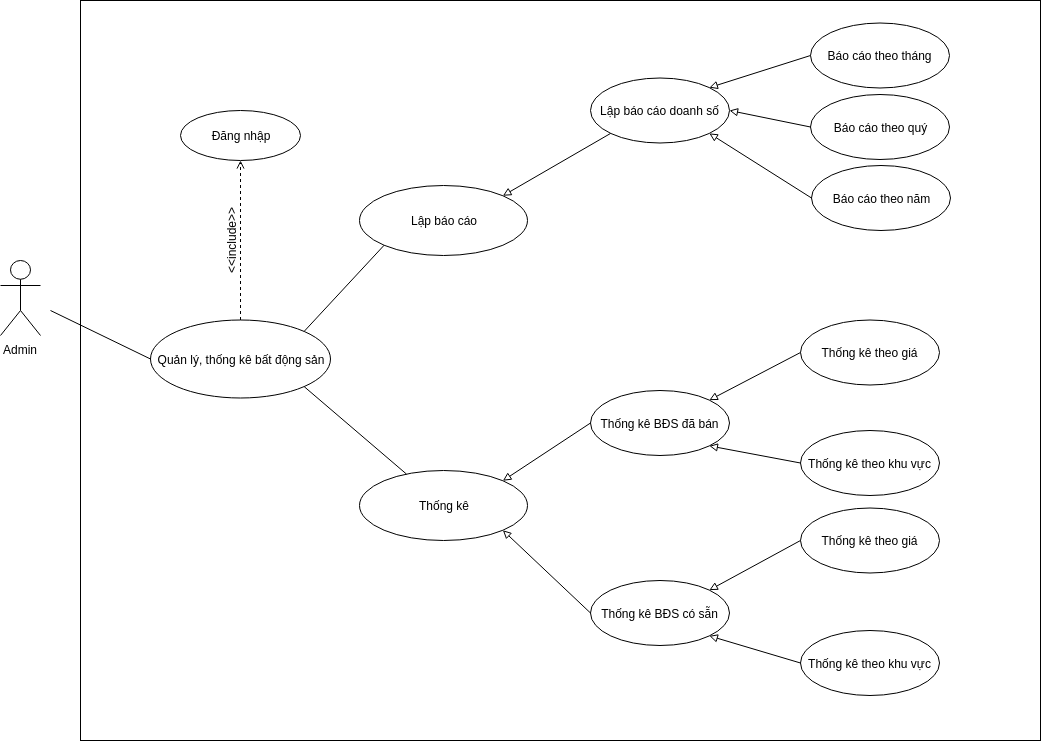 Báo cáo theo tháng
Lập báo cáo doanh số
Báo cáo theo quý
Đăng nhập
Báo cáo theo năm
Lập báo cáo
<<include>>
Admin
Quản lý, thống kê bất động sản
Thống kê theo giá
Thống kê BĐS đã bán
Thống kê theo khu vực
Thống kê
Thống kê theo giá
Thống kê BĐS có sẵn
Thống kê theo khu vực